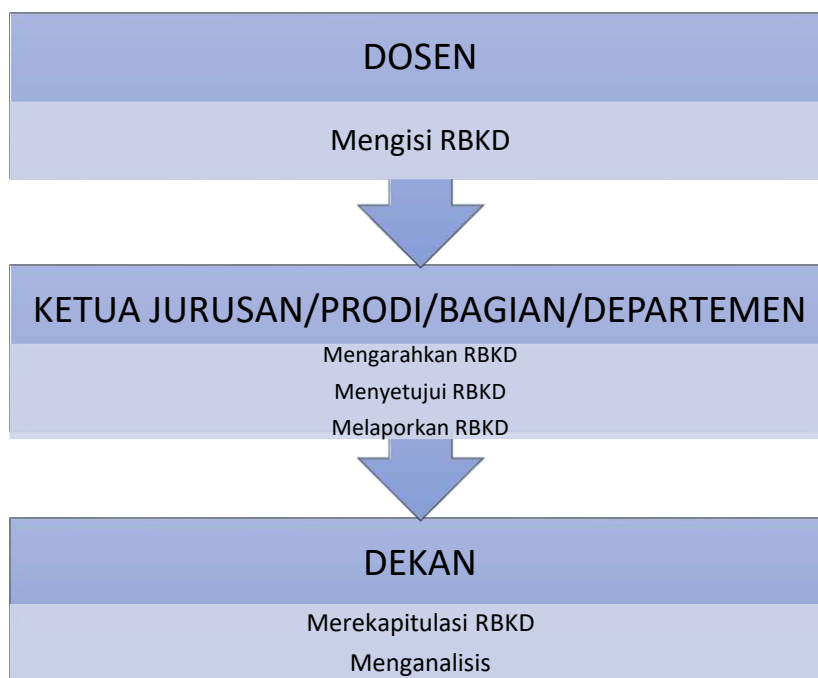 DOSEN
Mengisi RBKD
KETUA JURUSAN/PRODI/BAGIAN/DEPARTEMEN
Mengarahkan RBKD
Menyetujui RBKD
Melaporkan RBKD
DEKAN
Merekapitulasi RBKD
Menganalisis